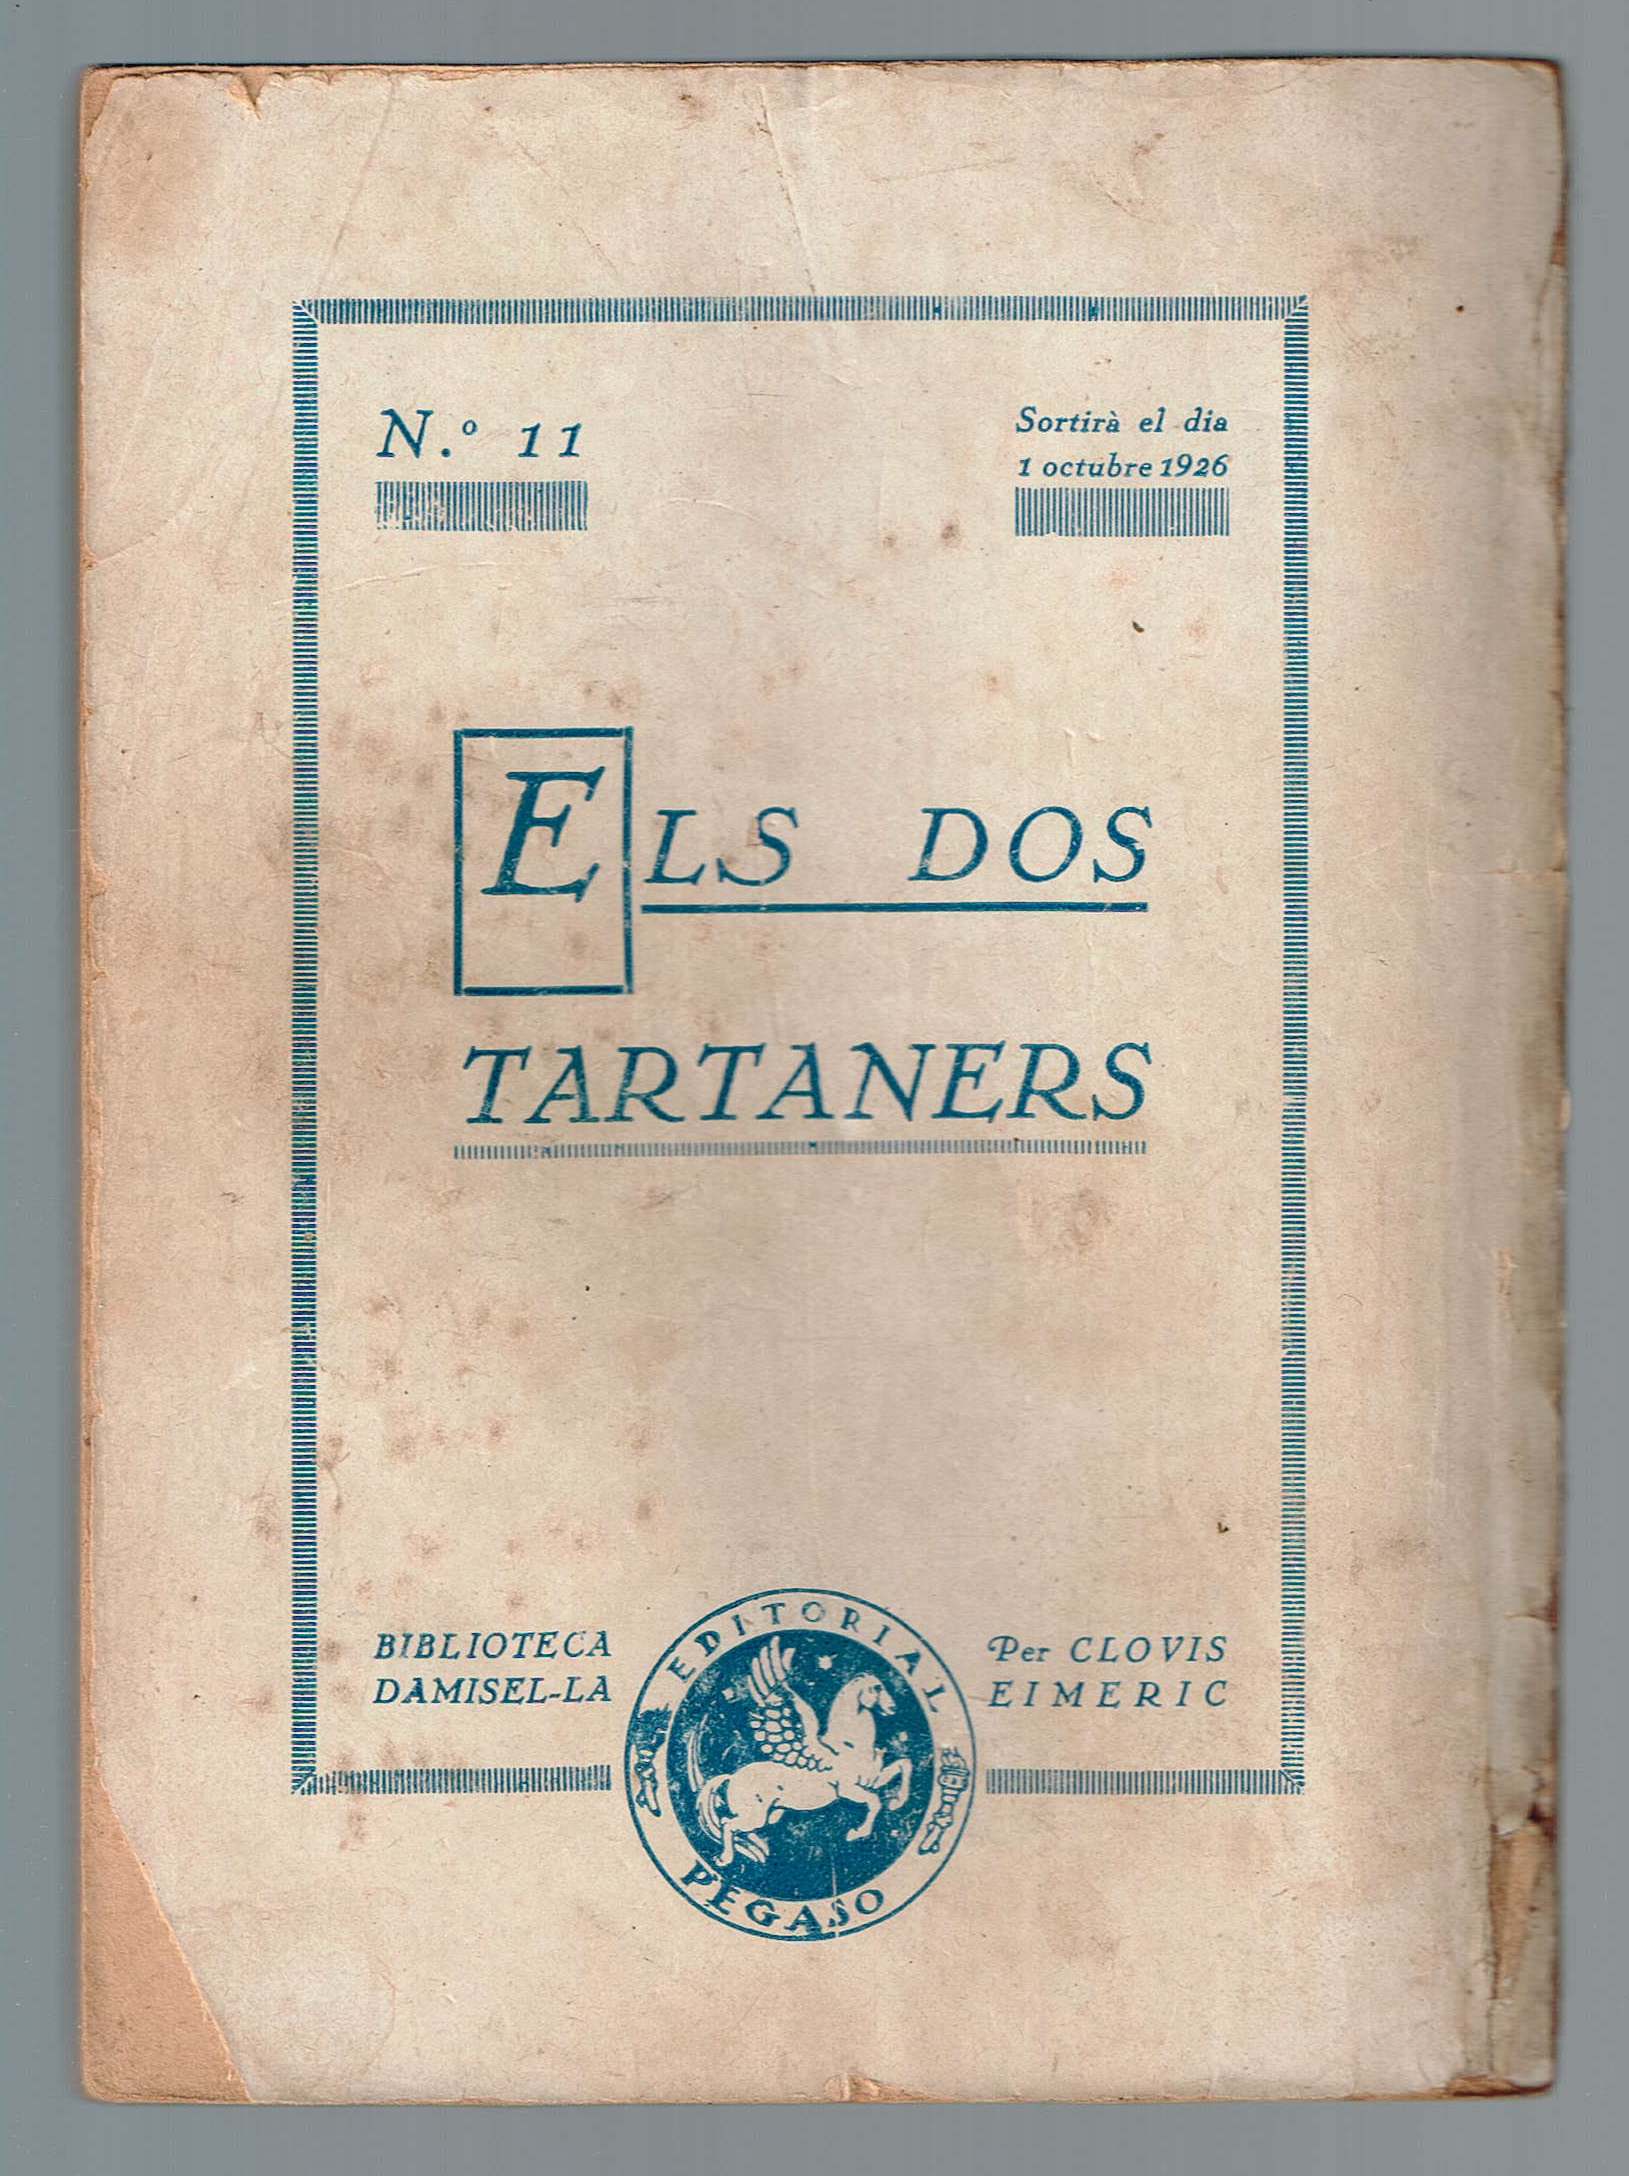 N.º 11
Sortirà el dia
1 octubre 1926
ELS DOS
TARTANERS
BIBLIOTECA
DAMISEL-LA
EDITORIAL
PEGASO
Per CLOVIS
EIMERIC